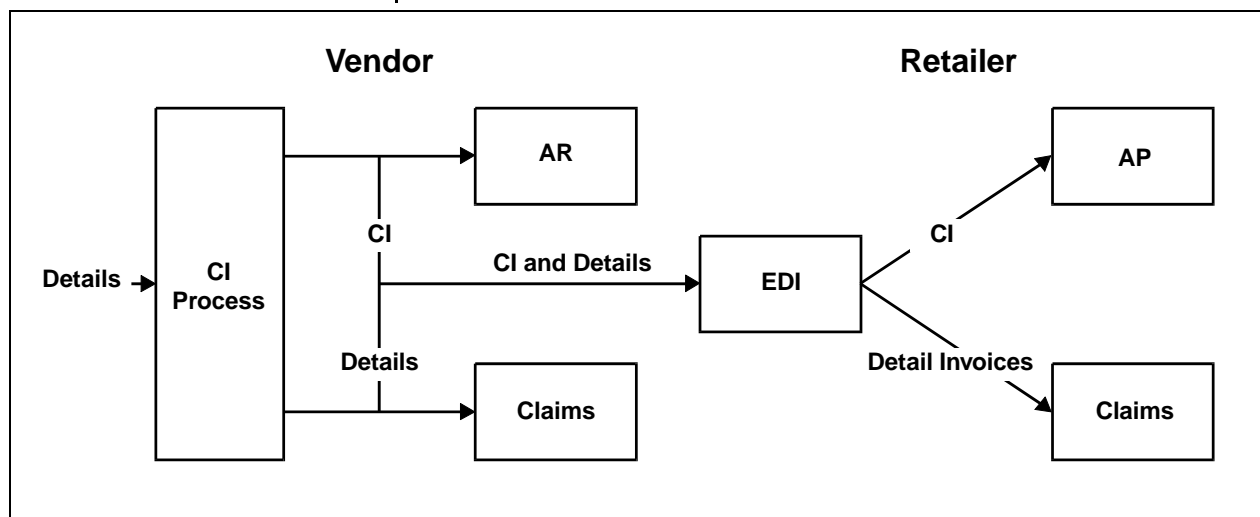 Vendor
Retailer
AR
AP
CI
CI
Details
CI
Process
CI and Details
EDI
Details
Detail Invoices
Claims
Claims